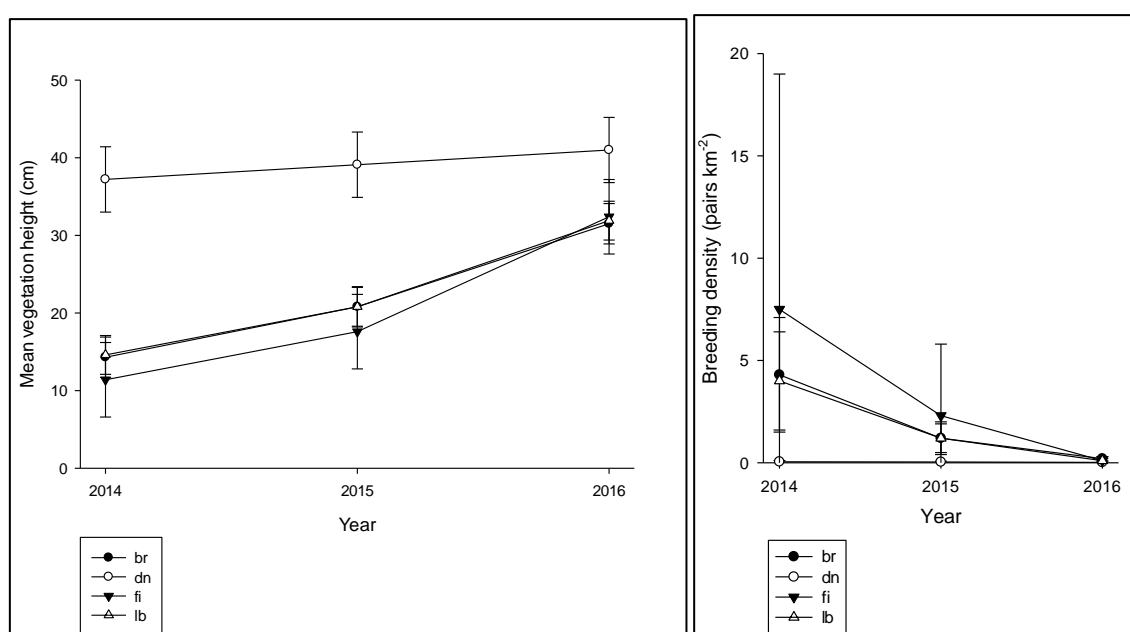 Mean vegetation height (cm)
50
40
30
20
10
0
2014 2015 2016
Year
br
dn
fi
lb
Breeding density (pairs km-2)
20
15
10
5
0
2014 2015 2016
Year
br
dn
fi
lb